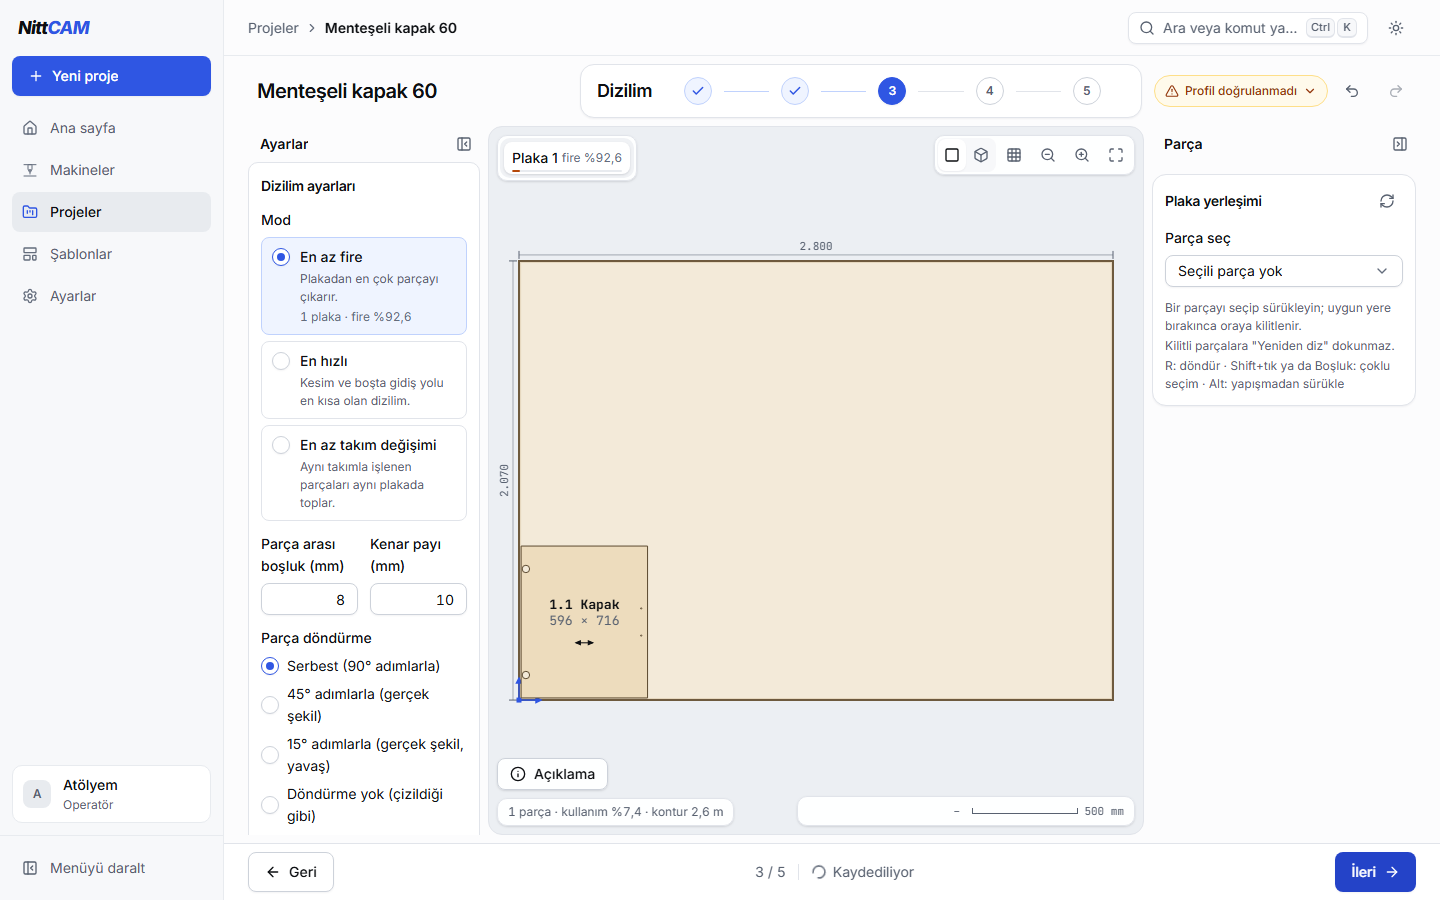 NittCAM
Projeler > Menteşeli kapak 60
Ara veya komut ya... Ctrl K
Yeni proje
Ana sayfa
Makineler
Projeler
Şablonlar
Ayarlar
A
Atölyem
Operatör
Menüyü daralt
Menteşeli kapak 60
Dizilim
3
4
5
Profil doğrulanmadı
Ayarlar
Dizilim ayarları
Mod
En az fire
Plakadan en çok parçayı
çıkarır.
1 plaka · fire %92,6
En hızlı
Kesim ve boşta gidiş yolu
en kısa olan dizilim.
En az takım değişimi
Aynı takımla işlenen
parçaları aynı plakada
toplar.
Parça arası
boşluk (mm)
Kenar payı
(mm)
8
10
Parça döndürme
Serbest (90° adımlarla)
45° adımlarla (gerçek
şekil)
15° adımlarla (gerçek şekil,
yavaş)
Döndürme yok (çizildiği
gibi)
Plaka 1 fire %92,6
2.800
2.070
1.1 Kapak
596 × 716
Açıklama
1 parça · kullanım %7,4 · kontur 2,6 m
– 500 mm
Parça
Plaka yerleşimi
Parça seç
Seçili parça yok
Bir parçayı seçip sürükleyin; uygun yere
bırakınca oraya kilitlenir.
Kilitli parçalara "Yeniden diz" dokunmaz.
R: döndür · Shift+tık ya da Boşluk: çoklu
seçim · Alt: yapışmadan sürükle
Geri
3 / 5
Kaydediliyor
İleri